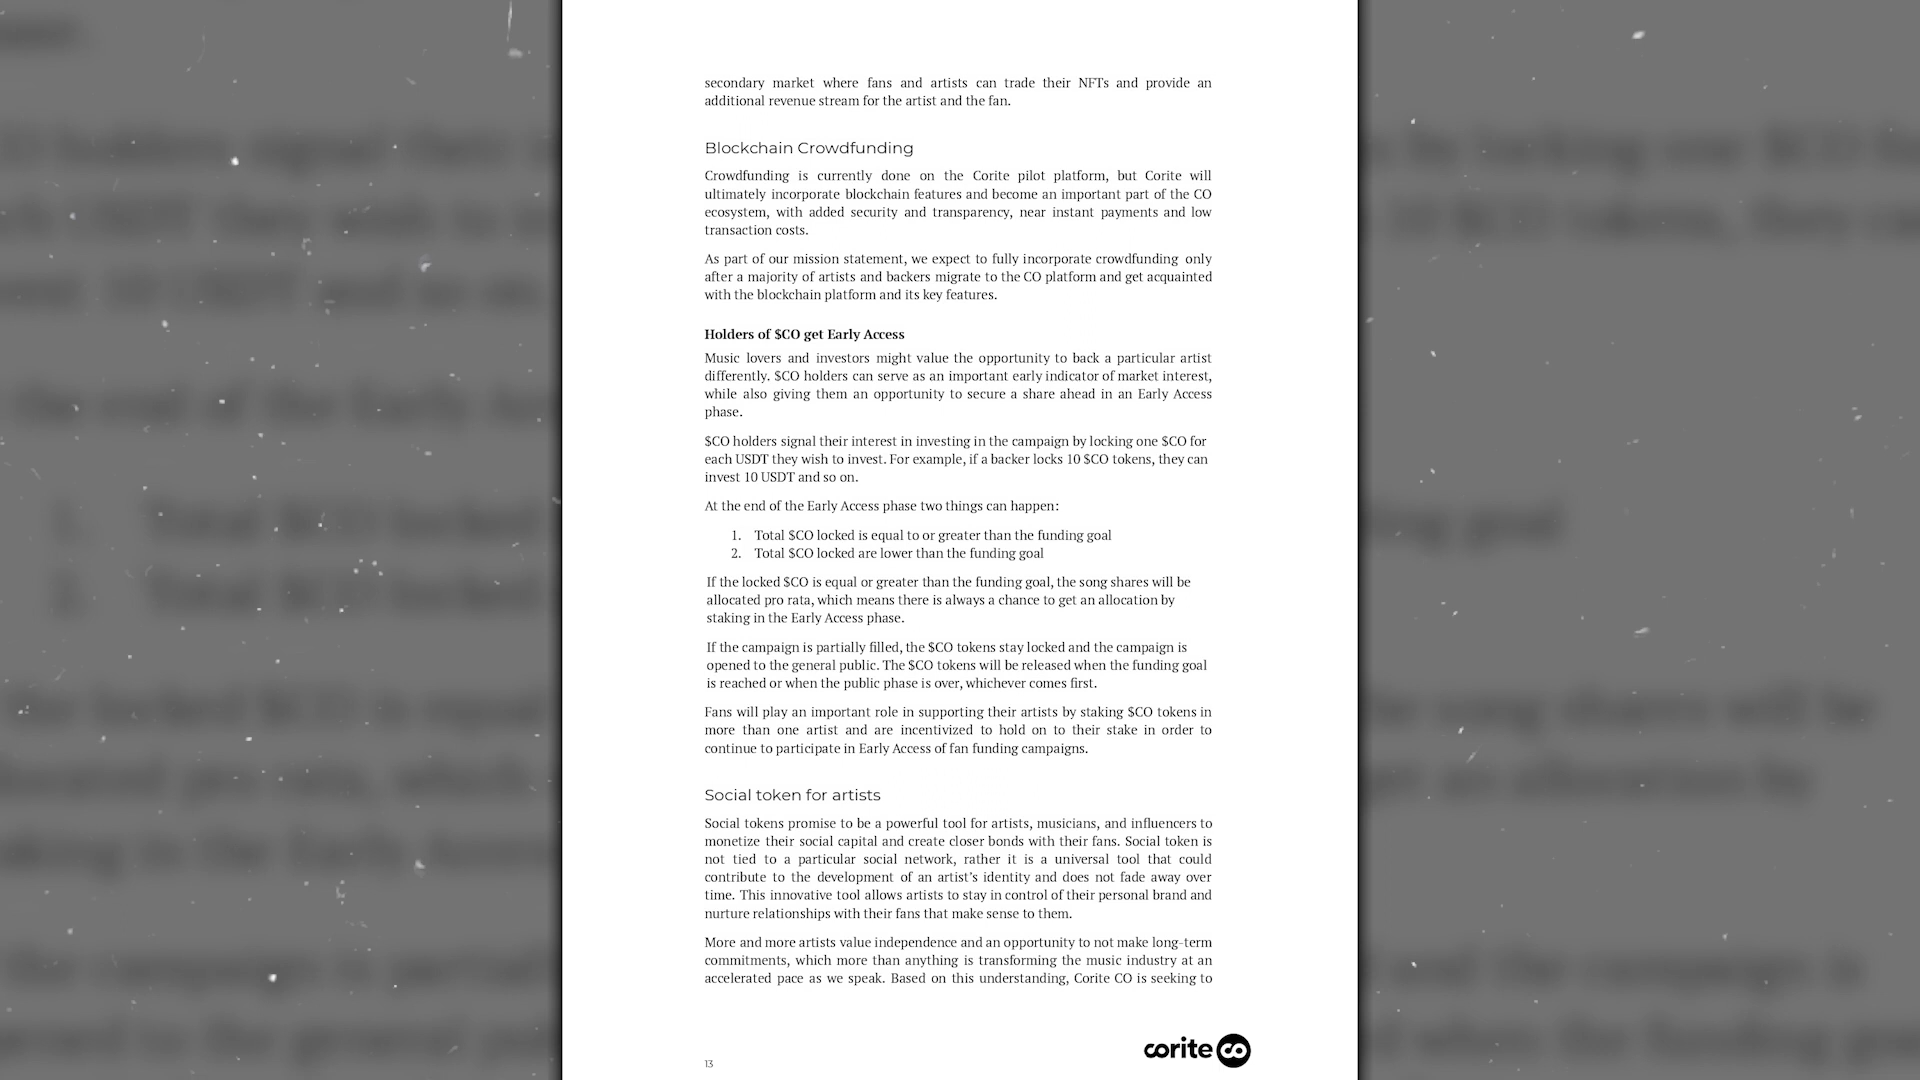 secondary market where fans and artists can trade their NFTs and provide an
additional revenue stream for the artist and the fan.
Blockchain Crowdfunding
Crowdfunding is currently done on the Corite pilot platform, but Corite will
ultimately incorporate blockchain features and become an important part of the CO
ecosystem, with added security and transparency, near instant payments and low
transaction costs.
As part of our mission statement, we expect to fully incorporate crowdfunding only
after a majority of artists and backers migrate to the CO platform and get acquainted
with the blockchain platform and its key features.
Holders of $CO get Early Access
Music lovers and investors might value the opportunity to back a particular artist
differently. $CO holders can serve as an important early indicator of market interest,
while also giving them an opportunity to secure a share ahead in an Early Access
phase.
$CO holders signal their interest in investing in the campaign by locking one $CO for
each USDT they wish to invest. For example, if a backer locks 10 $CO tokens, they can
invest 10 USDT and so on.
At the end of the Early Access phase two things can happen:
1. Total $CO locked is equal to or greater than the funding goal
2. Total $CO locked are lower than the funding goal
If the locked $CO is equal or greater than the funding goal, the song shares will be
allocated pro rata, which means there is always a chance to get an allocation by
staking in the Early Access phase.
If the campaign is partially filled, the $CO tokens stay locked and the campaign is
opened to the general public. The $CO tokens will be released when the funding goal
is reached or when the public phase is over, whichever comes first.
Fans will play an important role in supporting their artists by staking $CO tokens in
more than one artist and are incentivized to hold on to their stake in order to
continue to participate in Early Access of fan funding campaigns.
Social token for artists
Social tokens promise to be a powerful tool for artists, musicians, and influencers to
monetize their social capital and create closer bonds with their fans. Social token is
not tied to a particular social network, rather it is a universal tool that could
contribute to the development of an artist's identity and does not fade away over
time. This innovative tool allows artists to stay in control of their personal brand and
nurture relationships with their fans that make sense to them.
More and more artists value independence and an opportunity to not make long-term
commitments, which more than anything is transforming the music industry at an
accelerated pace as we speak. Based on this understanding, Corite CO is seeking to
corite co
13